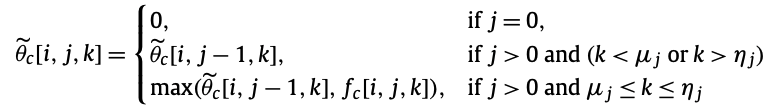 θ̃c[i, j, k] = { 0, if j = 0,
θ̃c[i, j − 1, k], if j > 0 and (k < μj or k > ηj)
max(θ̃c[i, j − 1, k], fc[i, j, k]), if j > 0 and μj ≤ k ≤ ηj